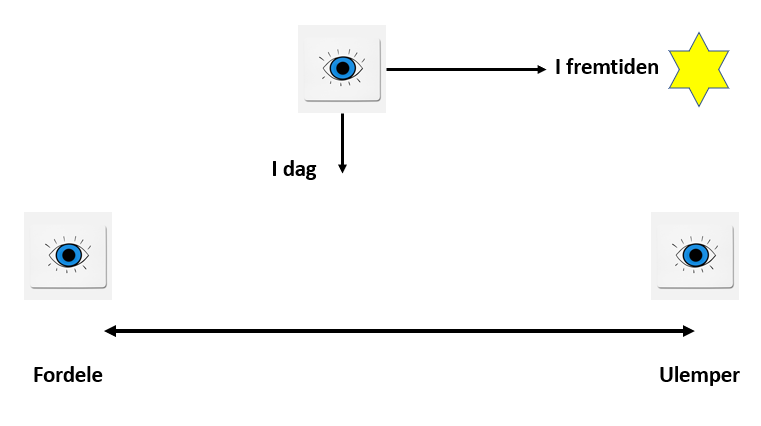 I fremtiden
I dag
Fordele
Ulemper